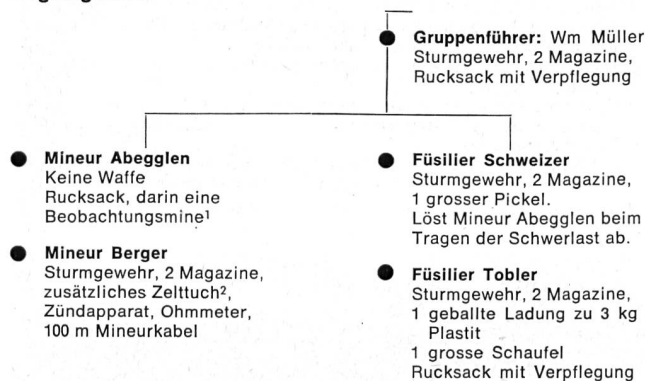 Gruppenführer: Wm Müller
Sturmgewehr, 2 Magazine,
Rucksack mit Verpflegung
Mineur Abegglen
Keine Waffe
Rucksack, darin eine
Beobachtungsmine¹
Mineur Berger
Sturmgewehr, 2 Magazine,
zusätzliches Zelttuch²,
Zündapparat, Ohmmeter,
100 m Mineurkabel
Füsilier Schweizer
Sturmgewehr, 2 Magazine,
1 grosser Pickel.
Löst Mineur Abegglen beim
Tragen der Schwerlast ab.
Füsilier Tobler
Sturmgewehr, 2 Magazine,
1 geballte Ladung zu 3 kg
Plastit
1 grosse Schaufel
Rucksack mit Verpflegung